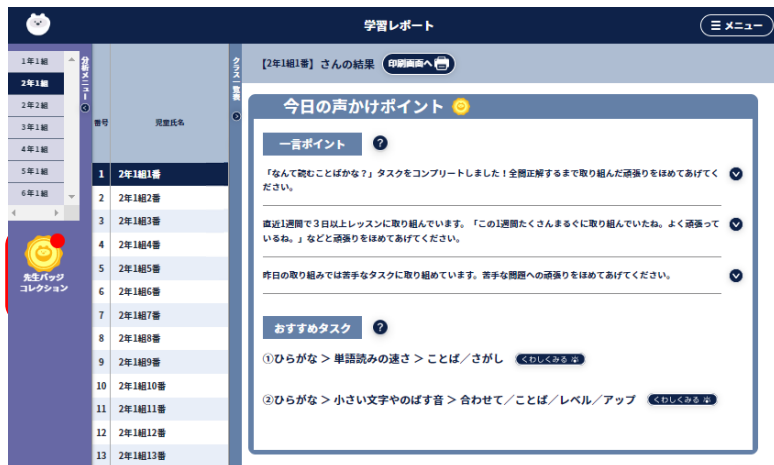 学習レポート
☰ メニュー
1年1組
2年1組
2年2組
3年1組
4年1組
5年1組
6年1組
分析メニュー
先生バッジ
コレクション
番号 児童氏名
1 2年1組1番
2 2年1組2番
3 2年1組3番
4 2年1組4番
5 2年1組5番
6 2年1組6番
7 2年1組7番
8 2年1組8番
9 2年1組9番
10 2年1組10番
11 2年1組11番
12 2年1組12番
13 2年1組13番
クラス一覧表
【2年1組1番】さんの結果 印刷画面へ
今日の声かけポイント
一言ポイント ?
「なんて読むことばかな？」タスクをコンプリートしました！全問正解するまで取り組んだ頑張りをほめてあげてく
ださい。
直近1週間で３日以上レッスンに取り組んでいます。「この1週間たくさんまるぐに取り組んでいたね。よく頑張って
いるね。」などと頑張りをほめてあげてください。
昨日の取り組みでは苦手なタスクに取り組めています。苦手な問題への頑張りをほめてあげてください。
おすすめタスク ?
①ひらがな > 単語読みの速さ > ことば／さがし くわしくみる
②ひらがな > 小さい文字やのばす音 > 合わせて／ことば／レベル／アップ くわしくみる